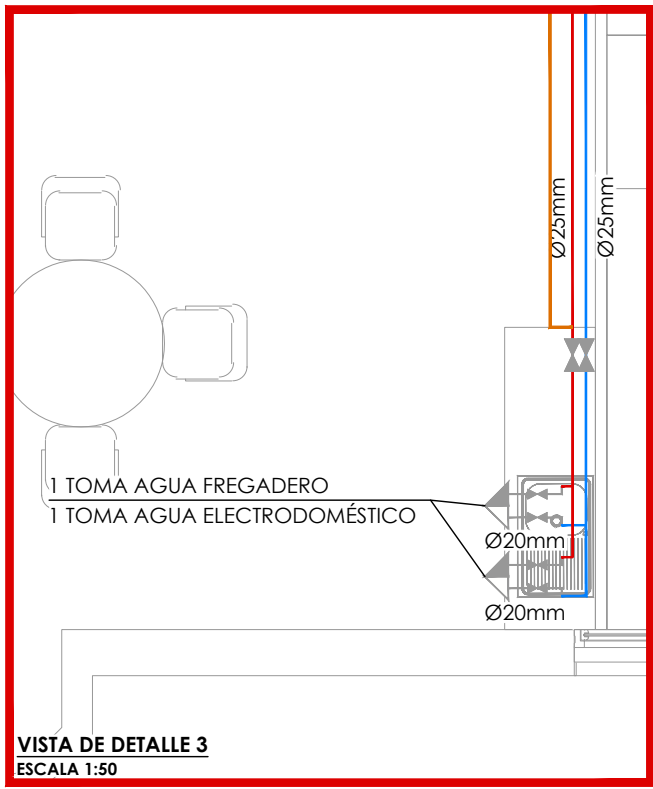 Ø25mm
Ø25mm
1 TOMA AGUA FREGADERO
1 TOMA AGUA ELECTRODOMÉSTICO
Ø20mm
Ø20mm
VISTA DE DETALLE 3
ESCALA 1:50